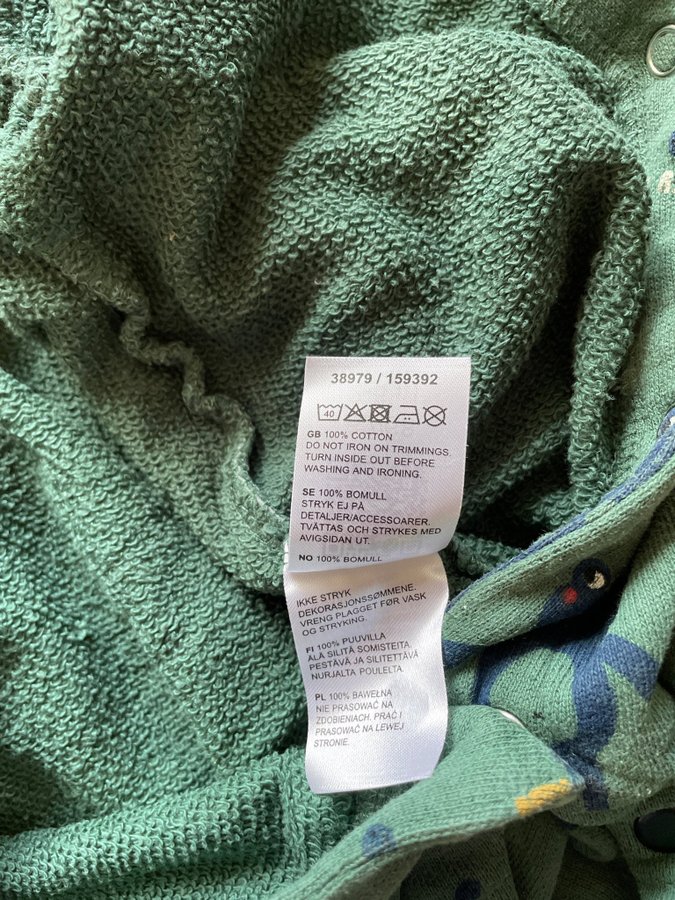 38979 / 159392
40
GB 100% COTTON
DO NOT IRON ON TRIMMINGS.
TURN INSIDE OUT BEFORE
WASHING AND IRONING.
SE 100% BOMULL
STRYK EJ PÅ
DETALJER/ACCESSOARER.
TVÄTTAS OCH STRYKES MED
AVIGSIDAN UT.
NO 100% BOMULL
IKKE STRYK
DEKORASJONSSØMMENE.
VRENG PLAGGET FØR VASK
OG STRYKING.
FI 100% PUUVILLA
ÄLÄ SILITÄ SOMISTEITA.
PESTÄVÄ JA SILITETTÄVÄ
NURJALTA POULELTA.
PL 100% BAWEŁNA
NIE PRASOWAĆ NA
ZDOBIENIACH. PRAĆ I
PRASOWAĆ NA LEWEJ
STRONIE.